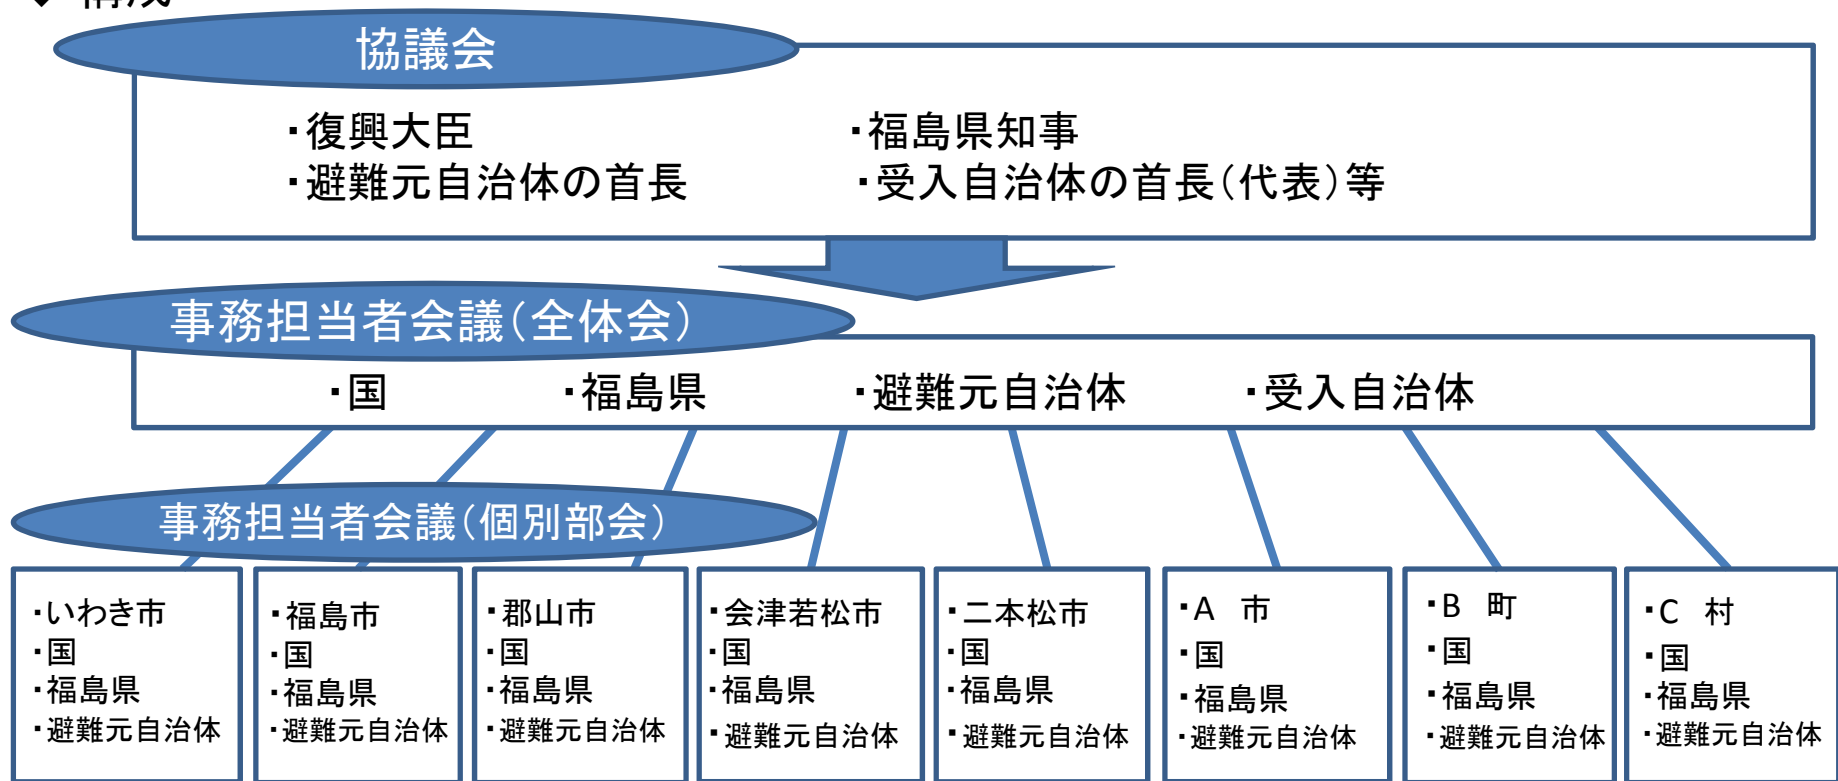 ◆ 構成
協議会
・復興大臣 ・福島県知事
・避難元自治体の首長 ・受入自治体の首長(代表)等
事務担当者会議(全体会)
・国 ・福島県 ・避難元自治体 ・受入自治体
事務担当者会議(個別部会)
・いわき市
・国
・福島県
・避難元自治体
・福島市
・国
・福島県
・避難元自治体
・郡山市
・国
・福島県
・避難元自治体
・会津若松市
・国
・福島県
・避難元自治体
・二本松市
・国
・福島県
・避難元自治体
・A 市
・国
・福島県
・避難元自治体
・B 町
・国
・福島県
・避難元自治体
・C 村
・国
・福島県
・避難元自治体